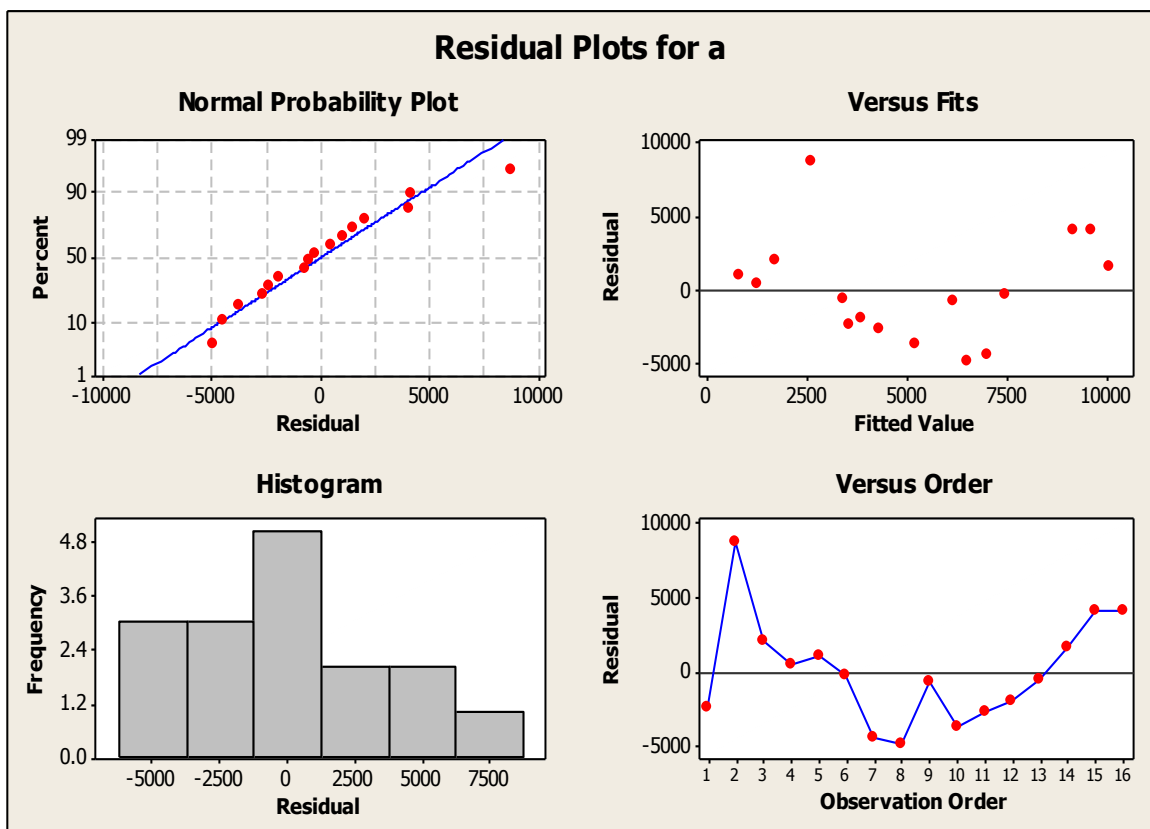 Residual Plots for a
Normal Probability Plot
99
90
50
10
1
Percent
-10000 -5000 0 5000 10000
Residual
Versus Fits
10000
5000
0
-5000
Residual
0 2500 5000 7500 10000
Fitted Value
Histogram
4.8
3.6
2.4
1.2
0.0
Frequency
-5000 -2500 0 2500 5000 7500
Residual
Versus Order
10000
5000
0
-5000
Residual
1 2 3 4 5 6 7 8 9 10 11 12 13 14 15 16
Observation Order